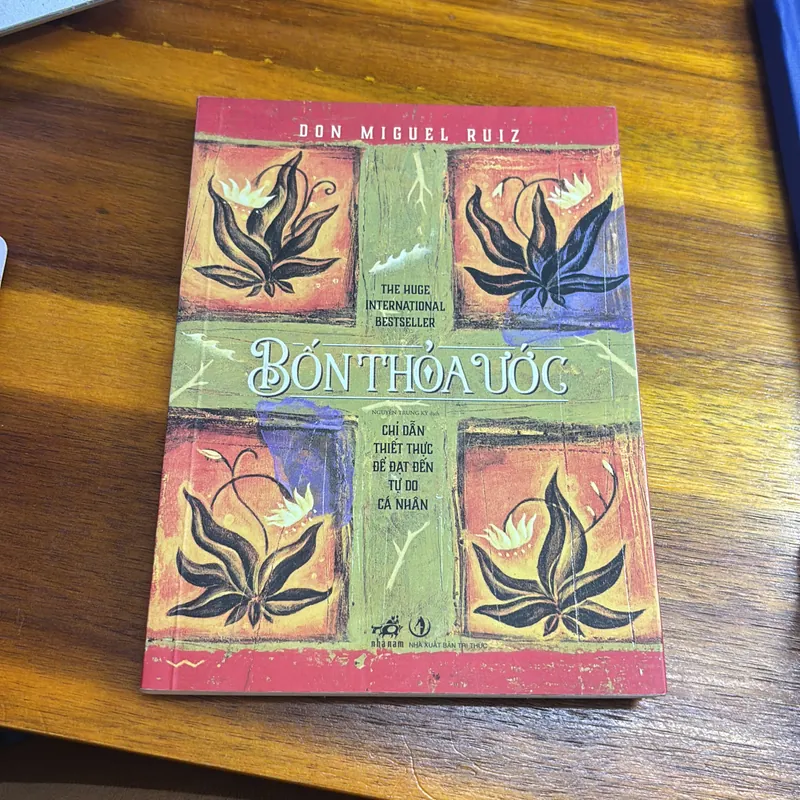 DON MIGUEL RUIZ
THE HUGE
INTERNATIONAL
BESTSELLER
BỐN THỎA ƯỚC
NGUYỄN TRUNG KỲ dịch
CHỈ DẪN
THIẾT THỰC
ĐỂ ĐẠT ĐẾN
TỰ DO
CÁ NHÂN
nhã nam
NHÀ XUẤT BẢN TRI THỨC